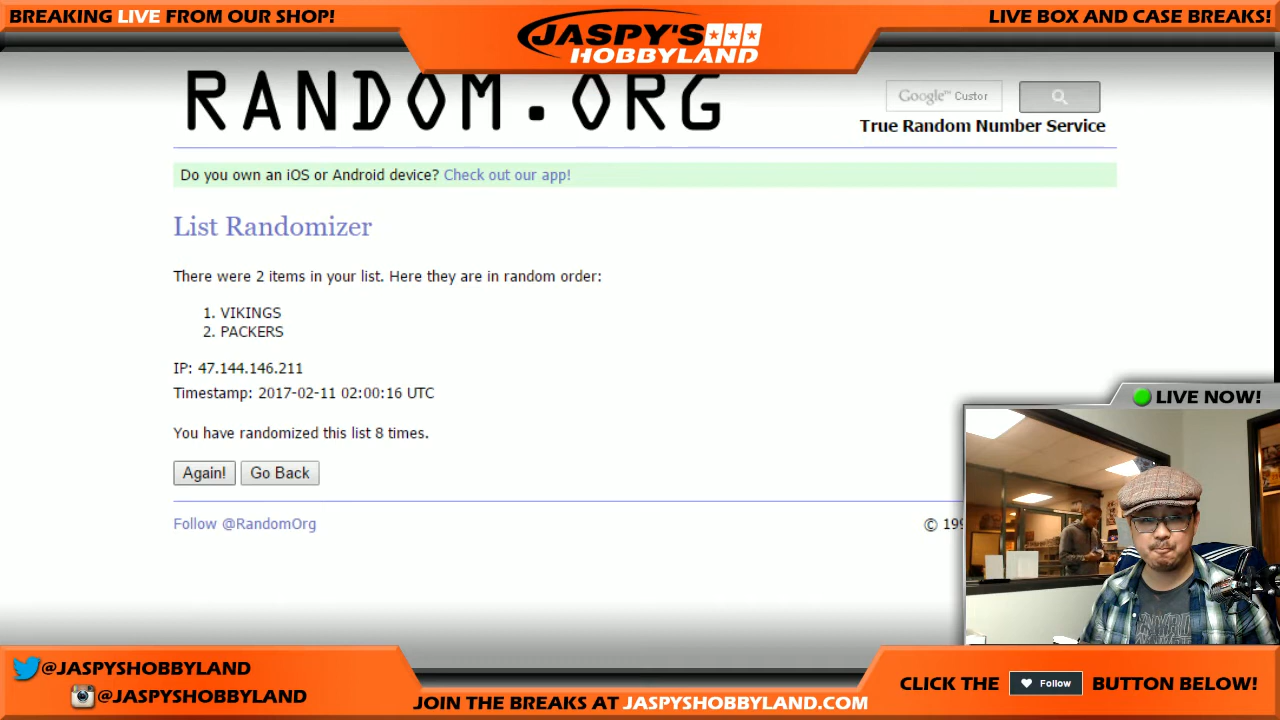 BREAKING LIVE FROM OUR SHOP!
JASPY'S
HOBBYLAND
LIVE BOX AND CASE BREAKS!
RANDOM.ORG
Google™ Custor
True Random Number Service
Do you own an iOS or Android device? Check out our app!
List Randomizer
There were 2 items in your list. Here they are in random order:
1. VIKINGS
2. PACKERS
IP: 47.144.146.211
Timestamp: 2017-02-11 02:00:16 UTC
You have randomized this list 8 times.
Again! Go Back
Follow @RandomOrg
© 199
LIVE NOW!
@JASPYSHOBBYLAND
@JASPYSHOBBYLAND
JOIN THE BREAKS AT JASPYSHOBBYLAND.COM
CLICK THE Follow BUTTON BELOW!